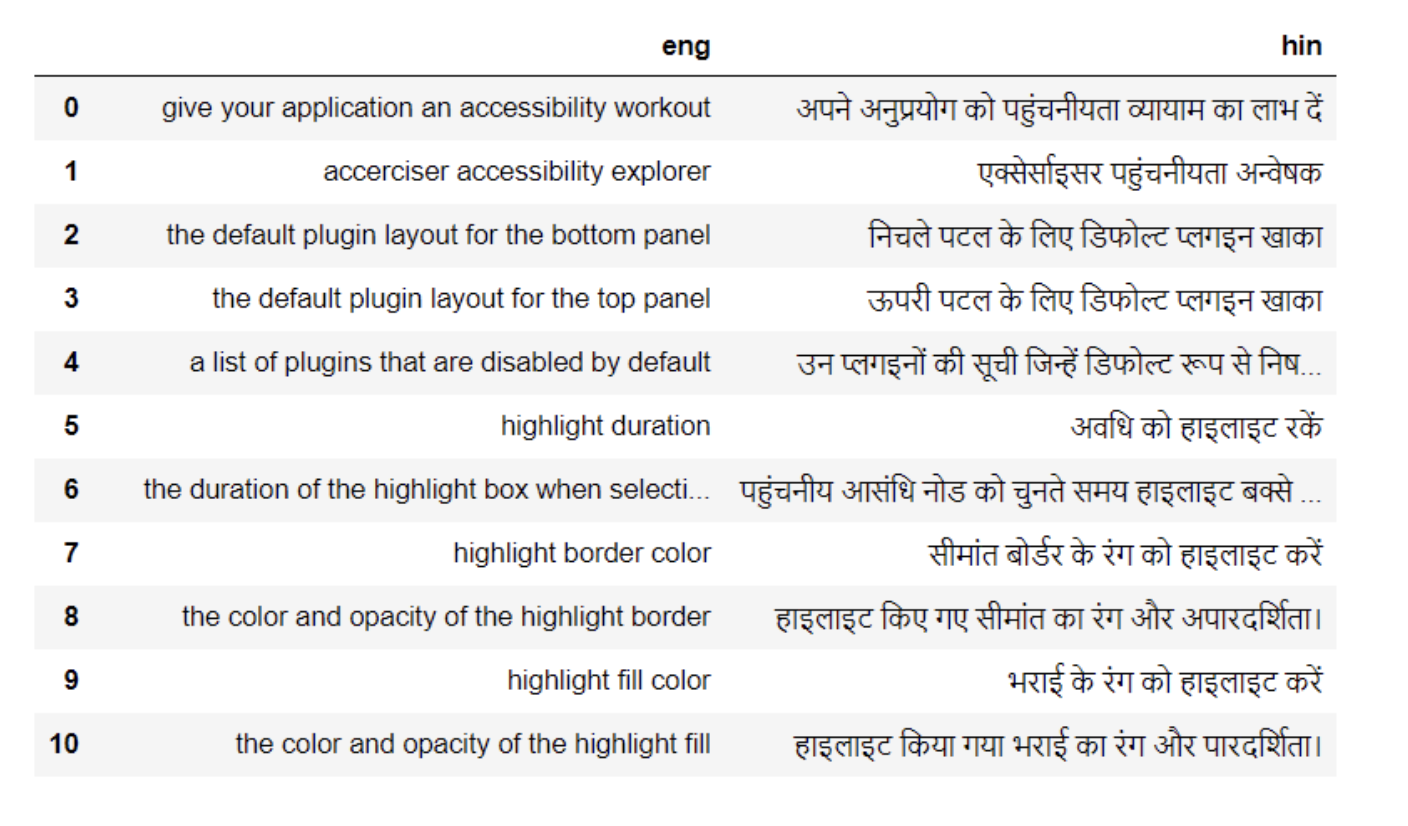 eng hin
0 give your application an accessibility workout अपने अनुप्रयोग को पहुंचनीयता व्यायाम का लाभ दें
1 accerciser accessibility explorer एक्सेर्साइसर पहुंचनीयता अन्वेषक
2 the default plugin layout for the bottom panel निचले पटल के लिए डिफोल्ट प्लगइन खाका
3 the default plugin layout for the top panel ऊपरी पटल के लिए डिफोल्ट प्लगइन खाका
4 a list of plugins that are disabled by default उन प्लगइनों की सूची जिन्हें डिफोल्ट रूप से निष...
5 highlight duration अवधि को हाइलाइट रकें
6 the duration of the highlight box when selecti... पहुंचनीय आसंधि नोड को चुनते समय हाइलाइट बक्से ...
7 highlight border color सीमांत बोर्डर के रंग को हाइलाइट करें
8 the color and opacity of the highlight border हाइलाइट किए गए सीमांत का रंग और अपारदर्शिता।
9 highlight fill color भराई के रंग को हाइलाइट करें
10 the color and opacity of the highlight fill हाइलाइट किया गया भराई का रंग और पारदर्शिता।